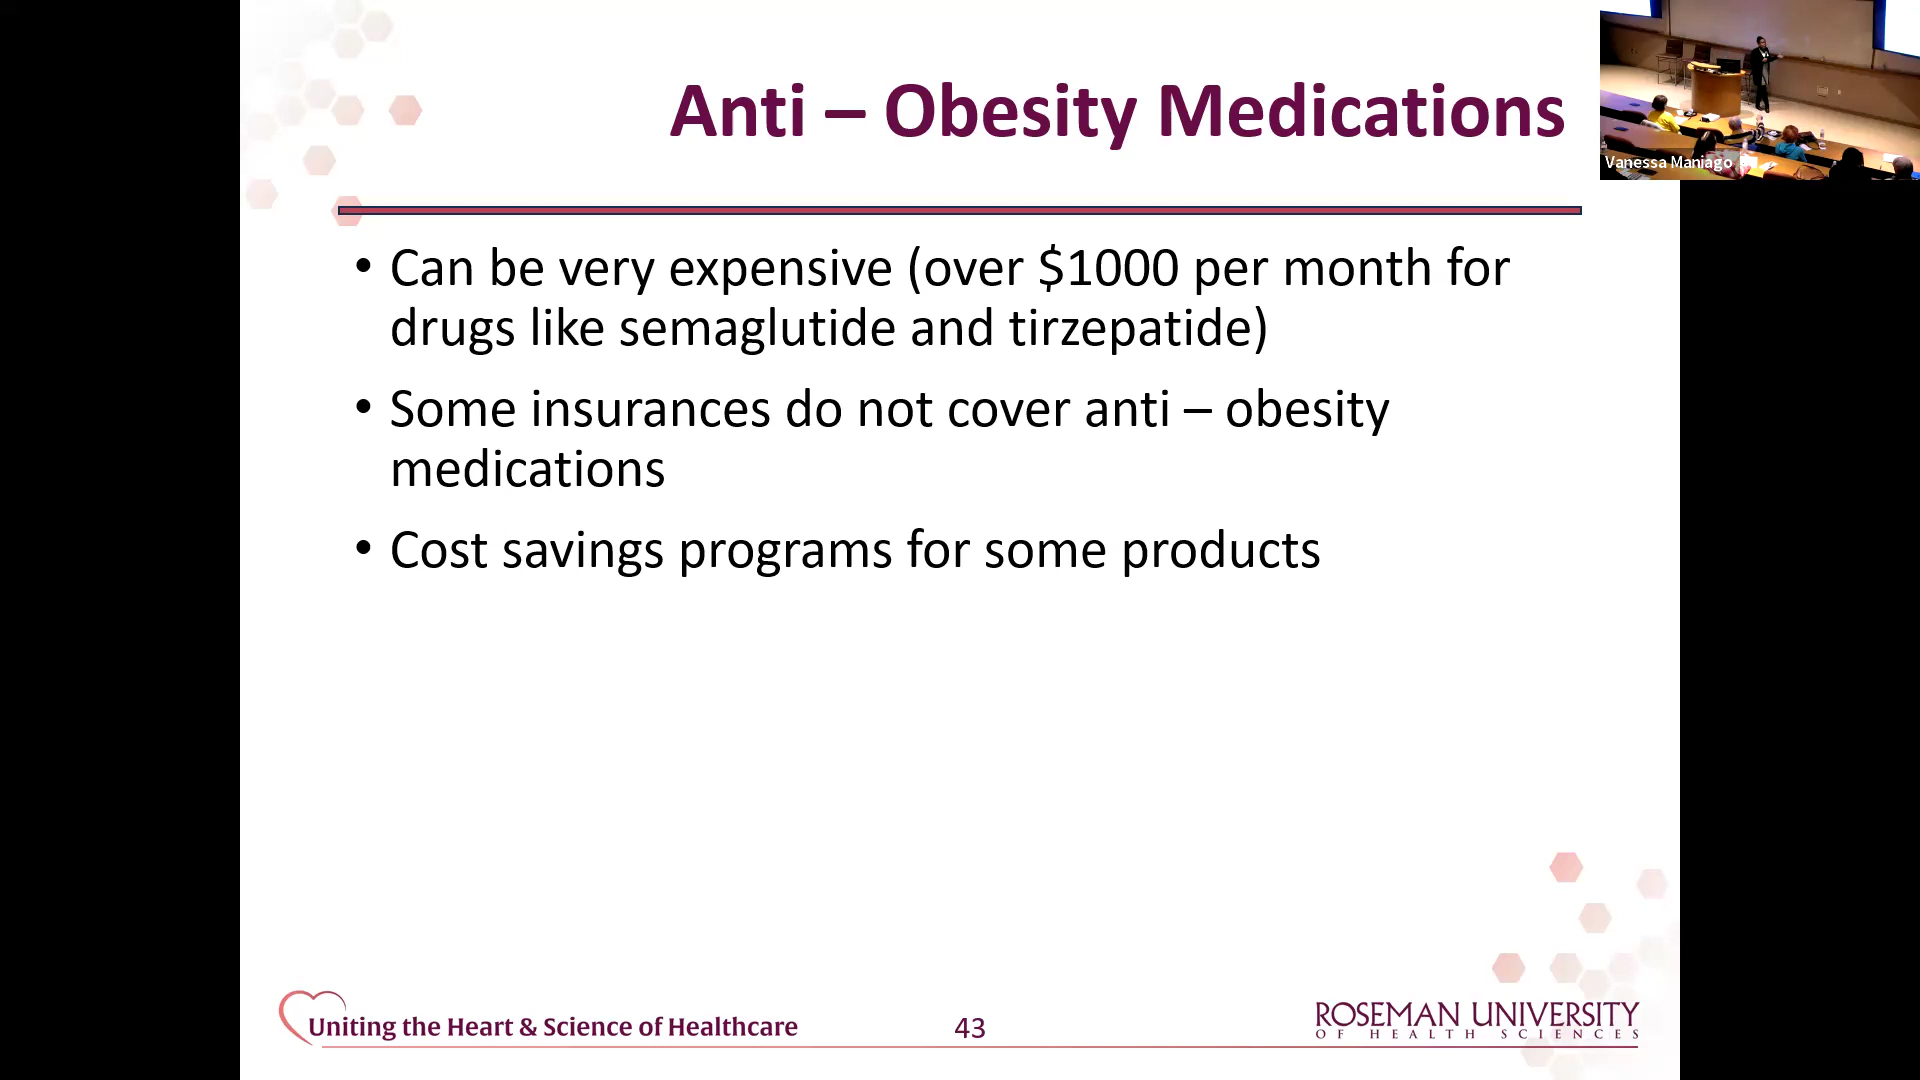 Anti – Obesity Medications
Vanessa Maniago
• Can be very expensive (over $1000 per month for
drugs like semaglutide and tirzepatide)
• Some insurances do not cover anti – obesity
medications
• Cost savings programs for some products
Uniting the Heart & Science of Healthcare
43
ROSEMAN UNIVERSITY
OF HEALTH SCIENCES